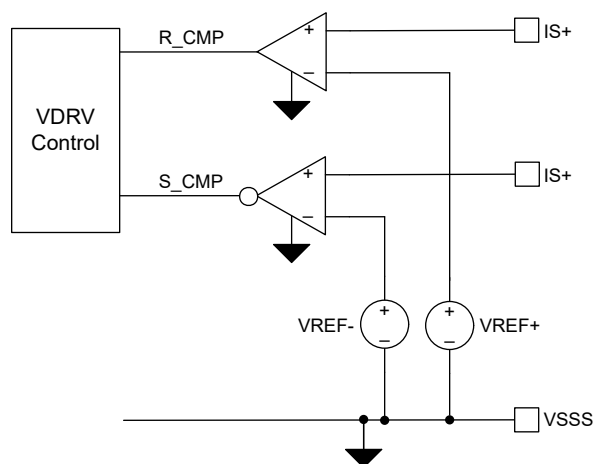 R_CMP
+
–
IS+
VDRV
Control
S_CMP
+
–
IS+
VREF-
+
–
+
–
VREF+
VSSS